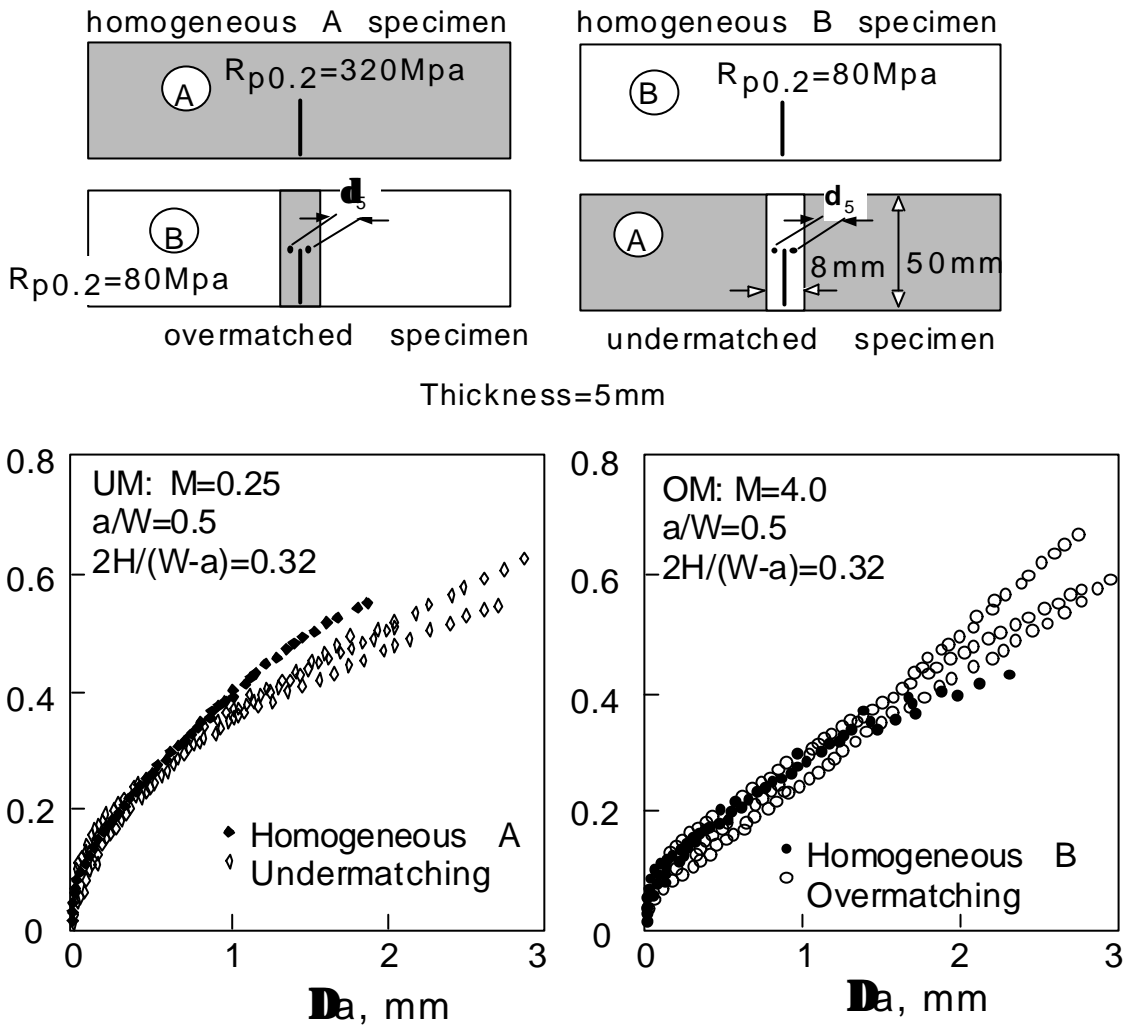 homogeneous A specimen
homogeneous B specimen
A
Rp0.2=320Mpa
B
Rp0.2=80Mpa
d5
d5
B
Rp0.2=80Mpa
A
8mm
50mm
overmatched specimen
undermatched specimen
Thickness=5mm
0.8
UM: M=0.25
a/W=0.5
2H/(W-a)=0.32
0.6
0.4
0.2
Homogeneous A
Undermatching
0
0 1 2 3
Da, mm
0.8
OM: M=4.0
a/W=0.5
2H/(W-a)=0.32
0.6
0.4
0.2
Homogeneous B
Overmatching
0
0 1 2 3
Da, mm